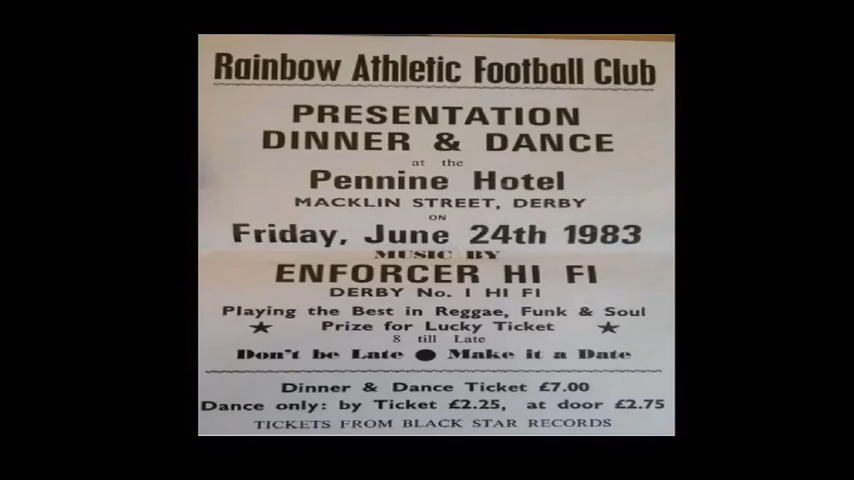 Rainbow Athletic Football Club
PRESENTATION
DINNER & DANCE
at the
Pennine Hotel
MACKLIN STREET, DERBY
ON
Friday, June 24th 1983
MUSIC BY
ENFORCER HI FI
DERBY No. 1 HI FI
Playing the Best in Reggae, Funk & Soul
★ Prize for Lucky Ticket ★
8 till Late
Don't be Late ● Make it a Date
Dinner & Dance Ticket £7.00
Dance only: by Ticket £2.25, at door £2.75
TICKETS FROM BLACK STAR RECORDS